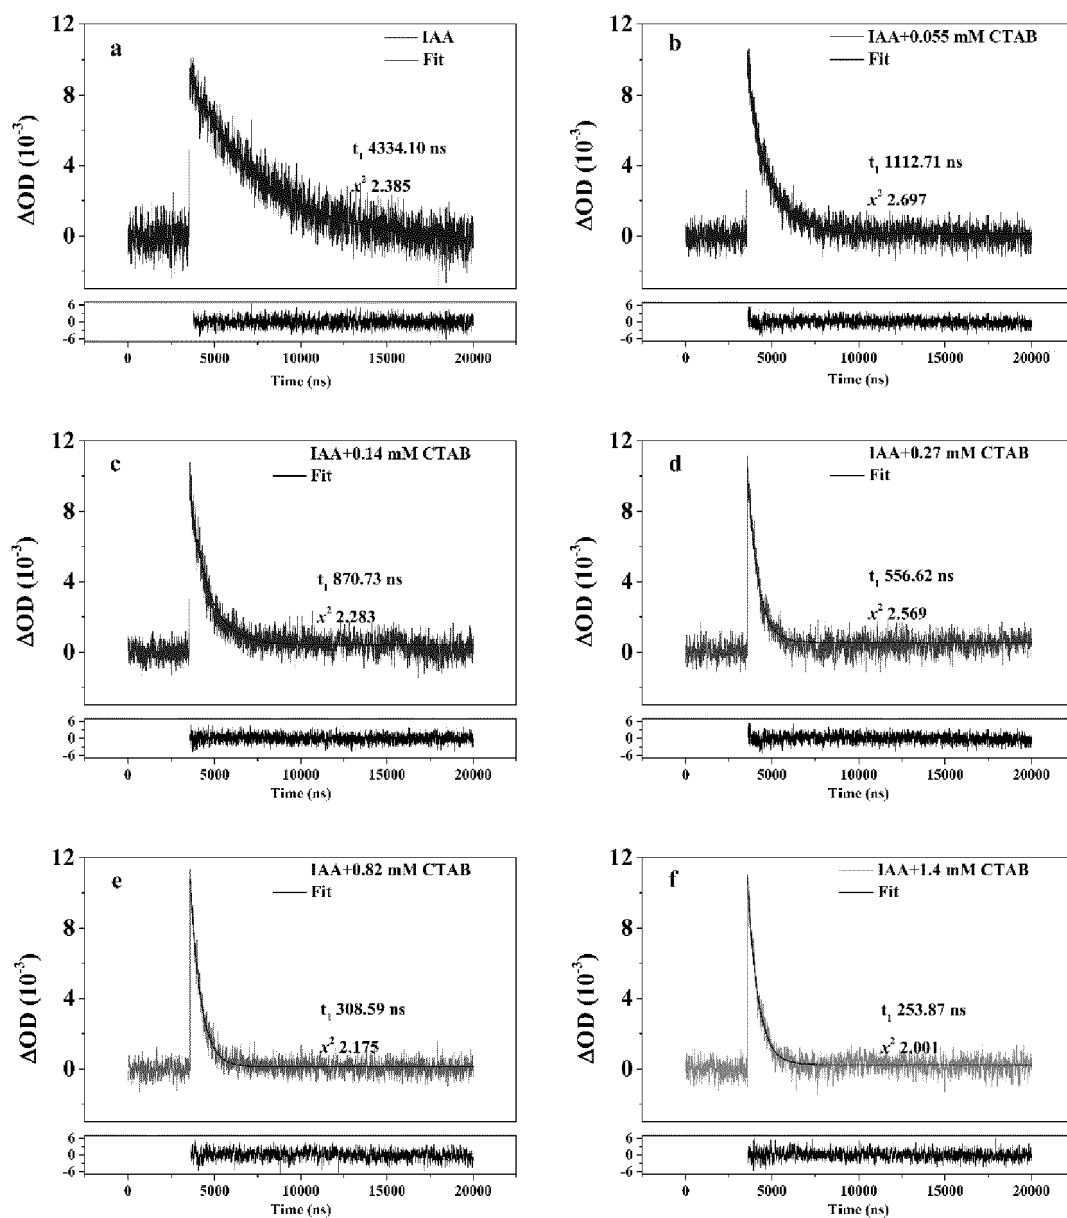 12
a
IAA
Fit
8
ΔOD (10⁻³)
t₁ 4334.10 ns
4
x² 2.385
0
6
0
-6
0 5000 10000 15000 20000
Time (ns)
12
b
IAA+0.055 mM CTAB
Fit
8
ΔOD (10⁻³)
t₁ 1112.71 ns
4
x² 2.697
0
6
0
-6
0 5000 10000 15000 20000
Time (ns)
12
c
IAA+0.14 mM CTAB
Fit
8
ΔOD (10⁻³)
t₁ 870.73 ns
4
x² 2.283
0
6
0
-6
0 5000 10000 15000 20000
Time (ns)
12
d
IAA+0.27 mM CTAB
Fit
8
ΔOD (10⁻³)
t₁ 556.62 ns
4
x² 2.569
0
6
0
-6
0 5000 10000 15000 20000
Time (ns)
12
e
IAA+0.82 mM CTAB
Fit
8
ΔOD (10⁻³)
4
t₁ 308.59 ns
x² 2.175
0
6
0
-6
0 5000 10000 15000 20000
Time (ns)
12
f
IAA+1.4 mM CTAB
Fit
8
ΔOD (10⁻³)
4
t₁ 253.87 ns
x² 2.001
0
6
0
-6
0 5000 10000 15000 20000
Time (ns)